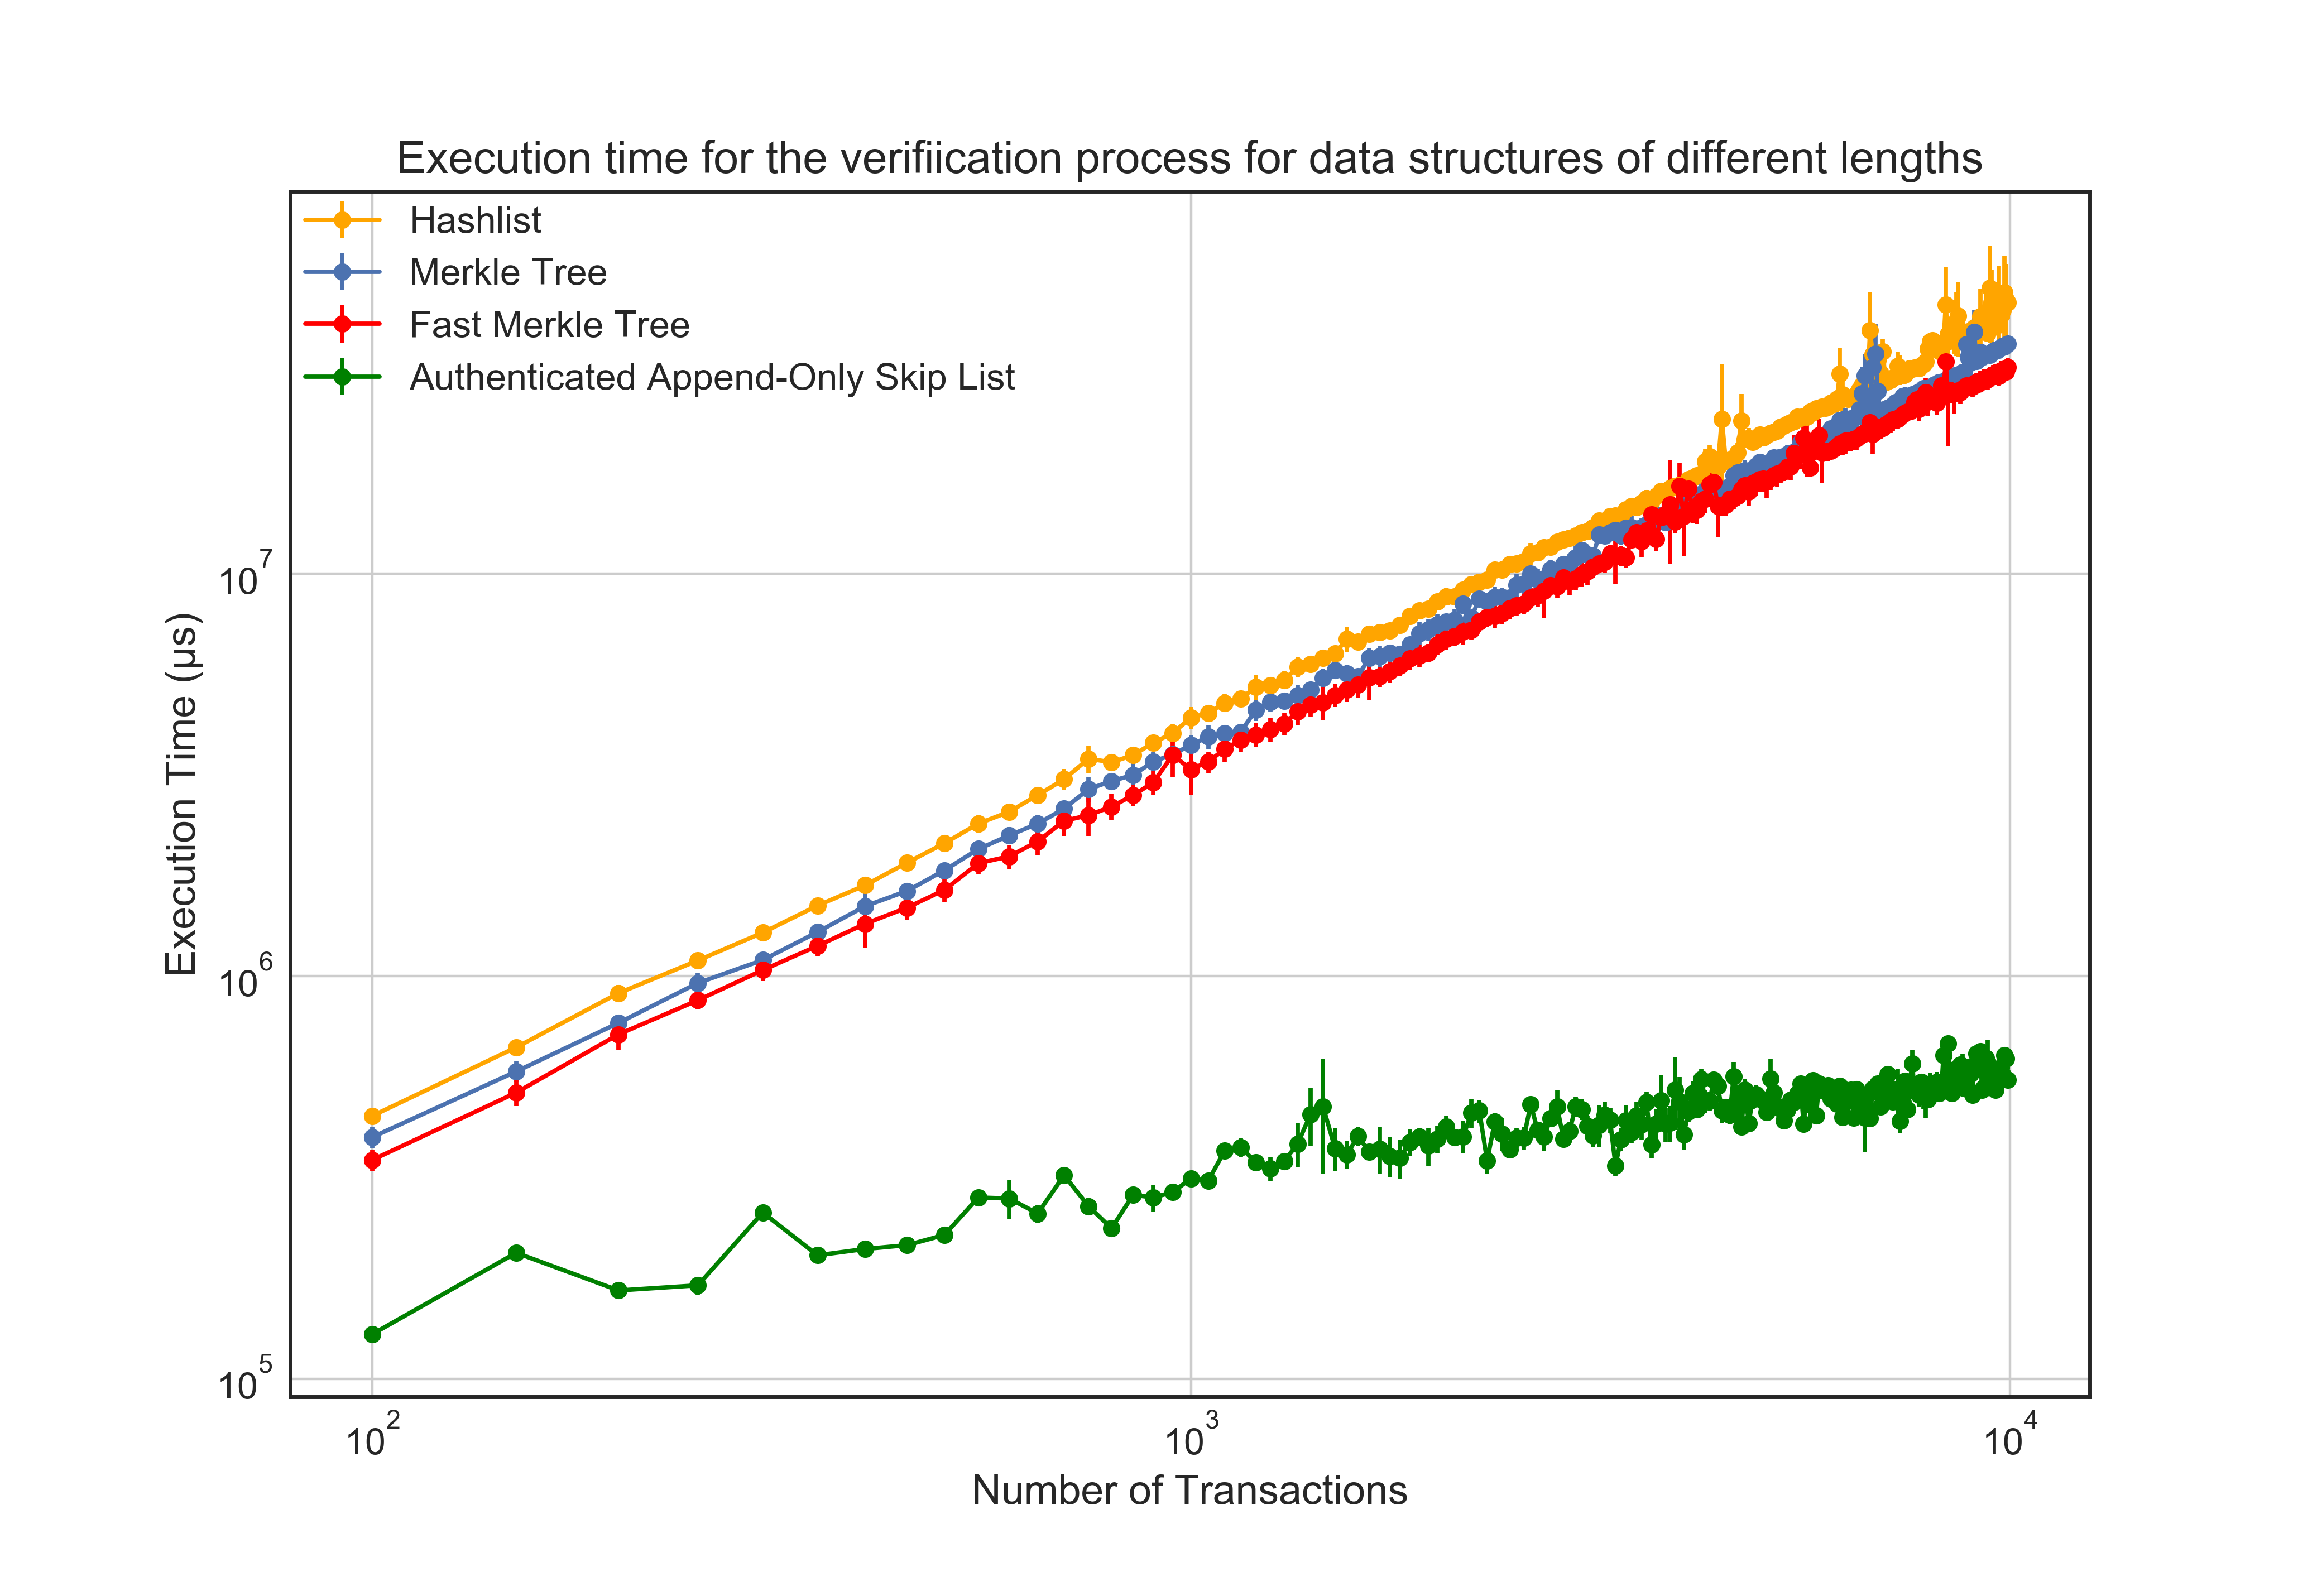 Execution time for the verifiication process for data structures of different lengths
Hashlist
Merkle Tree
Fast Merkle Tree
Authenticated Append-Only Skip List
Execution Time (µs)
10^7
10^6
10^5
10^2 10^3 10^4
Number of Transactions